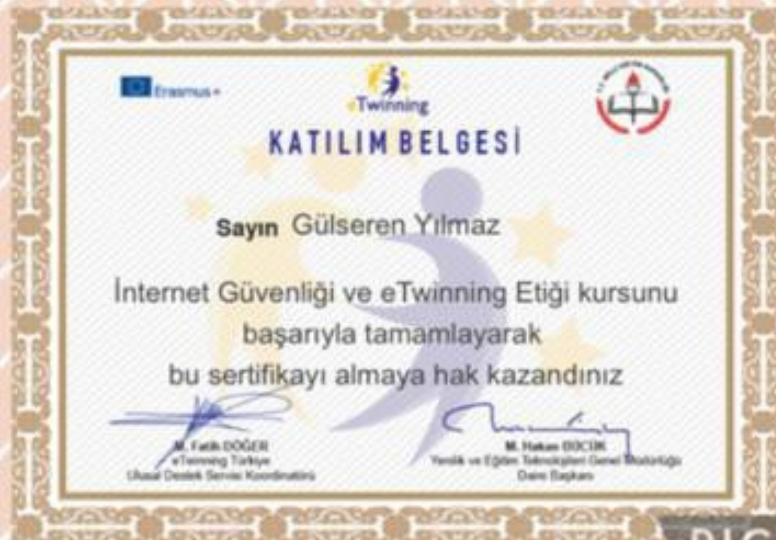 Erasmus+
eTwinning
KATILIM BELGESİ
Sayın Gülseren Yılmaz
İnternet Güvenliği ve eTwinning Etiği kursunu
başarıyla tamamlayarak
bu sertifikayı almaya hak kazandınız
M. Fatih DÖĞER
eTwinning Türkiye
Ulusal Destek Servisi Koordinatörü
M. Hakan
Yenilik ve Eğitim Teknolojileri Genel Müdürlüğü
Daire Başkanı